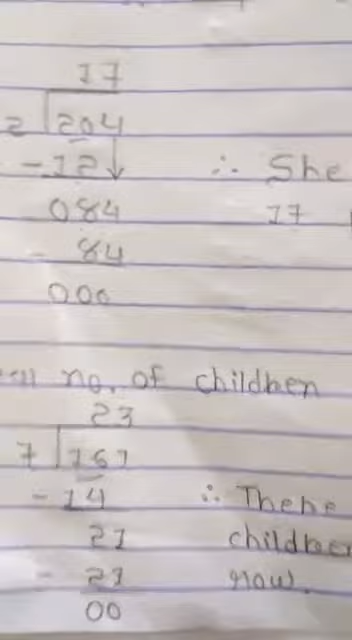 17
2 204
- 12 ∴ She
084 17
- 84
000
no. of children
23
7 161
- 14 ∴ There
21 children
- 21 now.
00